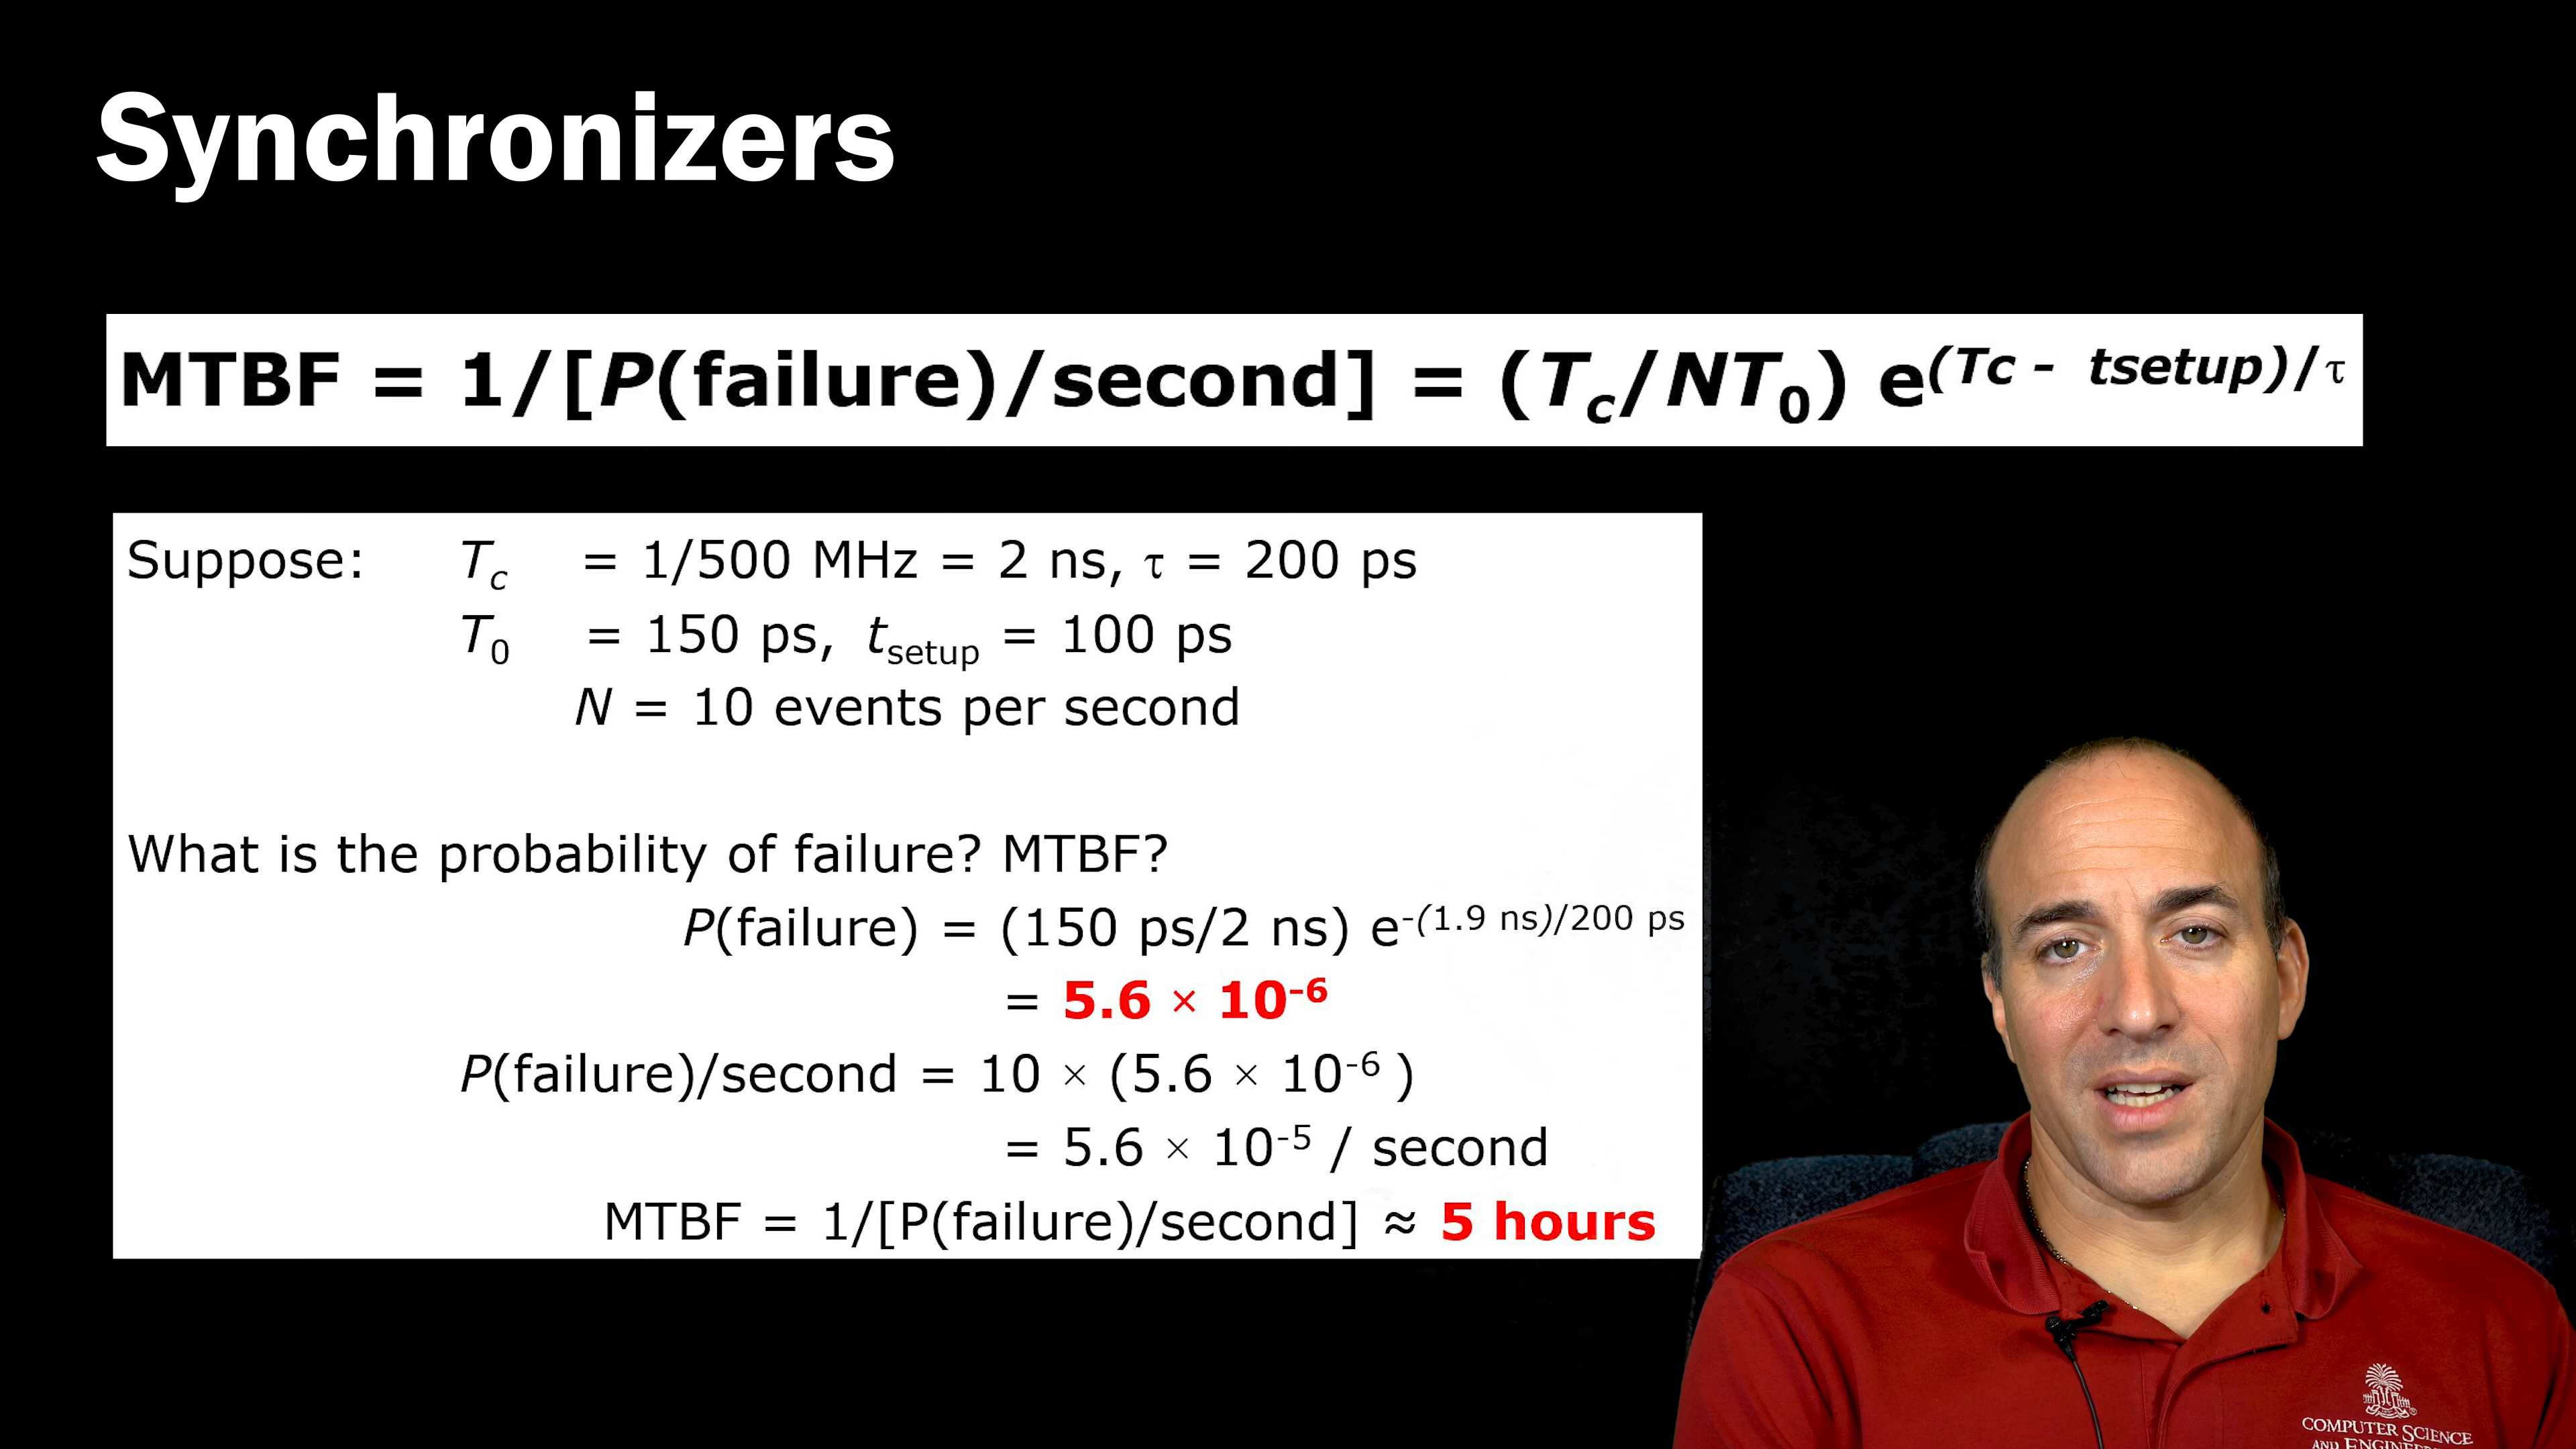 Synchronizers
MTBF = 1/[P(failure)/second] = (Tc/NT0) e(Tc - tsetup)/τ
Suppose: Tc = 1/500 MHz = 2 ns, τ = 200 ps
T0 = 150 ps, tsetup = 100 ps
N = 10 events per second
What is the probability of failure? MTBF?
P(failure) = (150 ps/2 ns) e-(1.9 ns)/200 ps
= 5.6 × 10-6
P(failure)/second = 10 × (5.6 × 10-6 )
= 5.6 × 10-5 / second
MTBF = 1/[P(failure)/second] ≈ 5 hours
COMPUTER SCIENCE